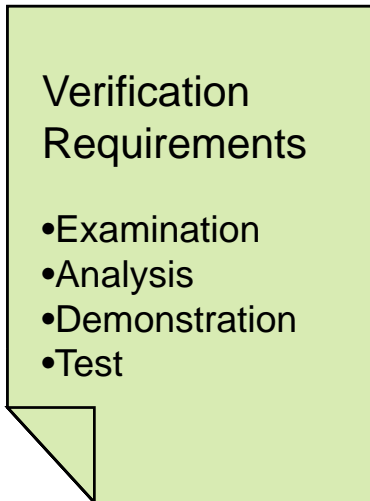 Verification
Requirements
•Examination
•Analysis
•Demonstration
•Test